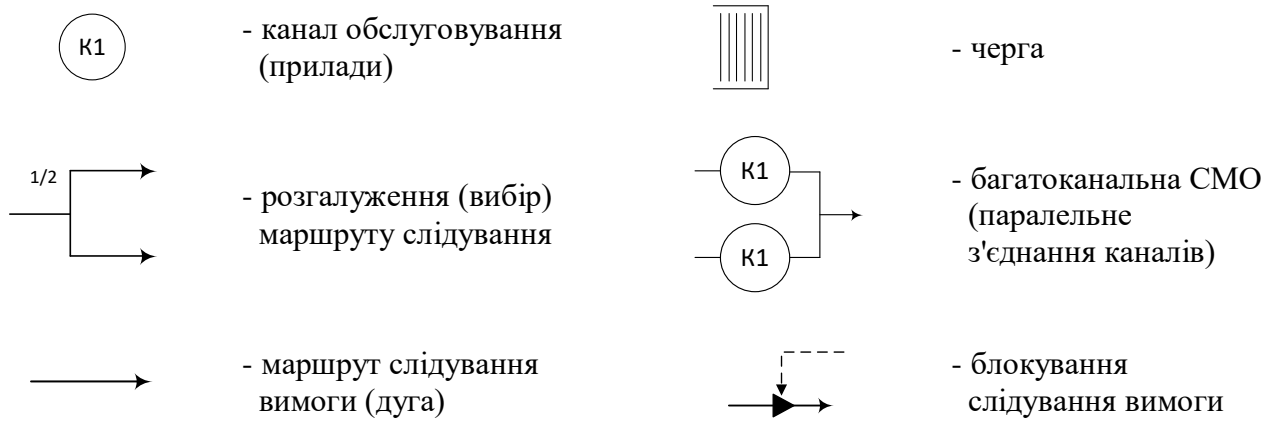 К1
- канал обслуговування
(прилади)
- черга
1/2
- розгалуження (вибір)
маршруту слідування
К1
К1
- багатоканальна СМО
(паралельне
з'єднання каналів)
- маршрут слідування
вимоги (дуга)
- блокування
слідування вимоги